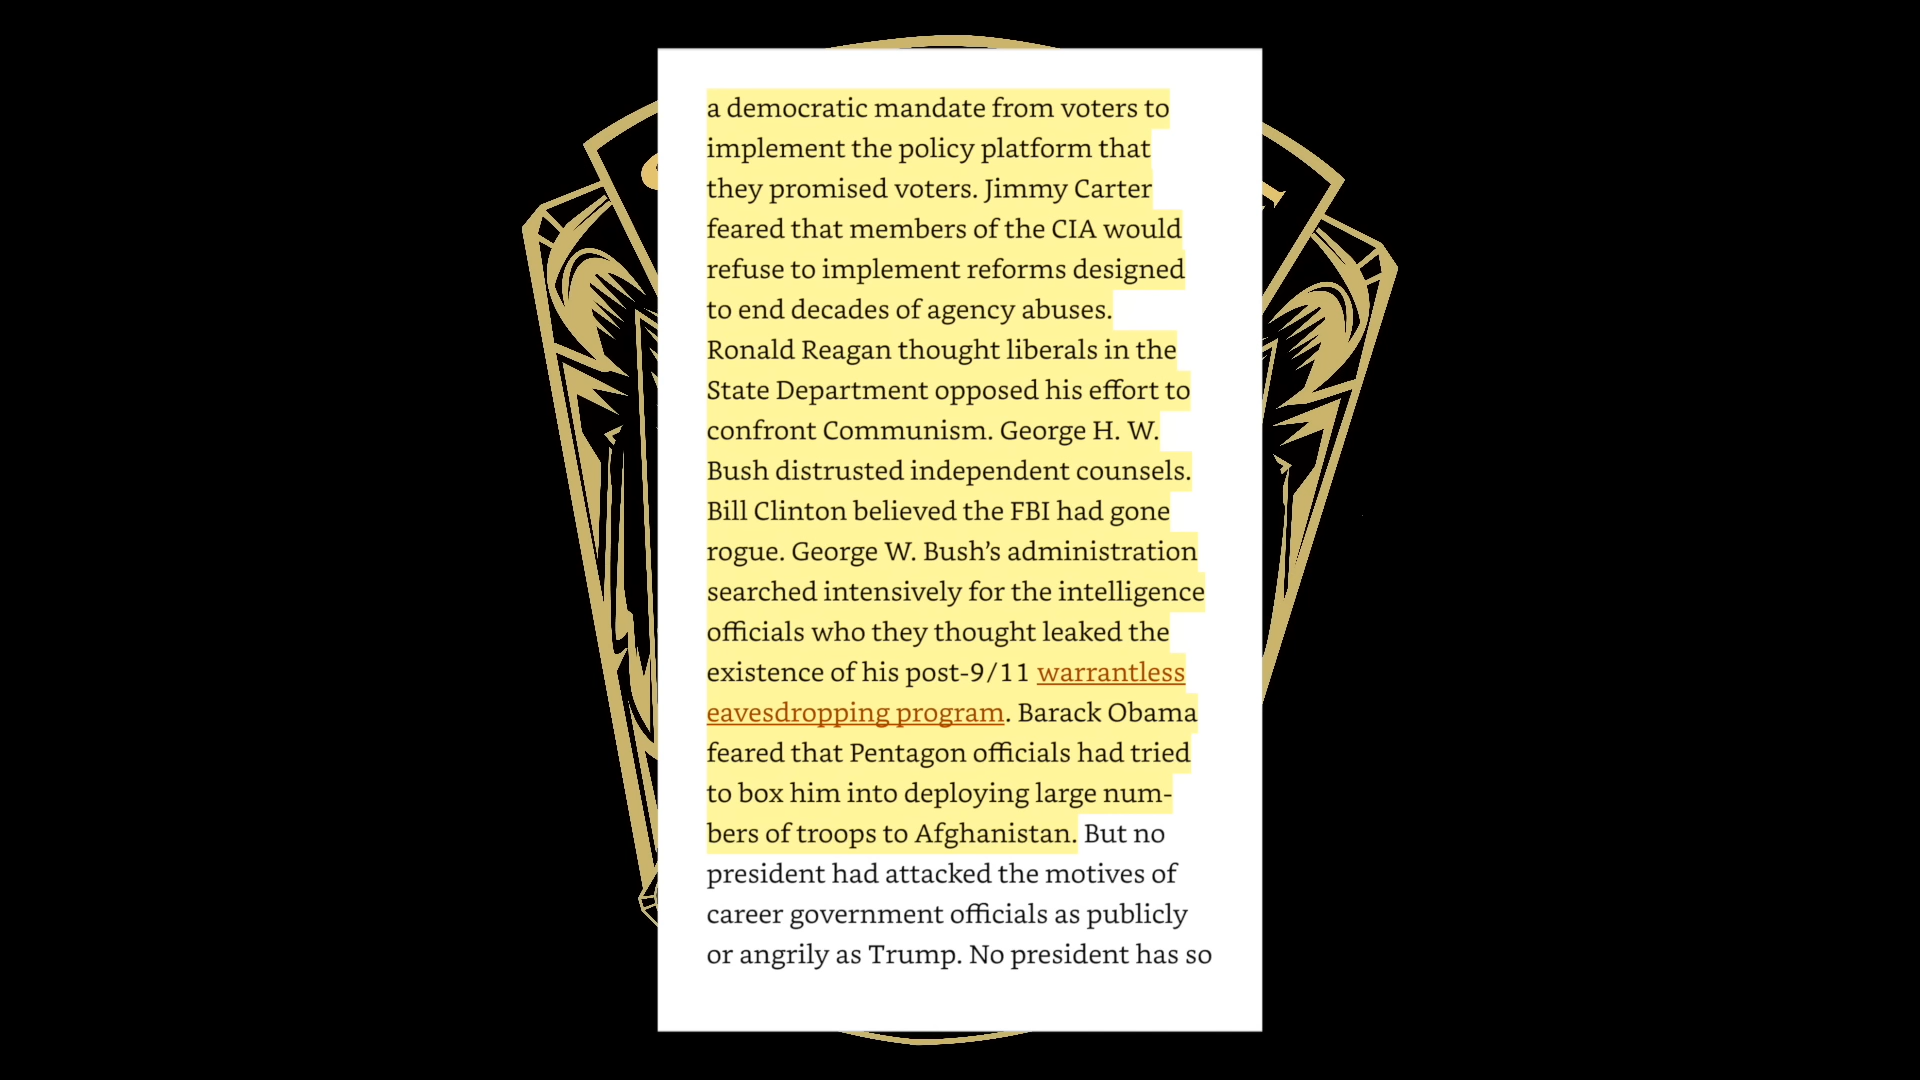 a democratic mandate from voters to
implement the policy platform that
they promised voters. Jimmy Carter
feared that members of the CIA would
refuse to implement reforms designed
to end decades of agency abuses.
Ronald Reagan thought liberals in the
State Department opposed his effort to
confront Communism. George H. W.
Bush distrusted independent counsels.
Bill Clinton believed the FBI had gone
rogue. George W. Bush’s administration
searched intensively for the intelligence
officials who they thought leaked the
existence of his post-9/11 warrantless
eavesdropping program. Barack Obama
feared that Pentagon officials had tried
to box him into deploying large num-
bers of troops to Afghanistan. But no
president had attacked the motives of
career government officials as publicly
or angrily as Trump. No president has so